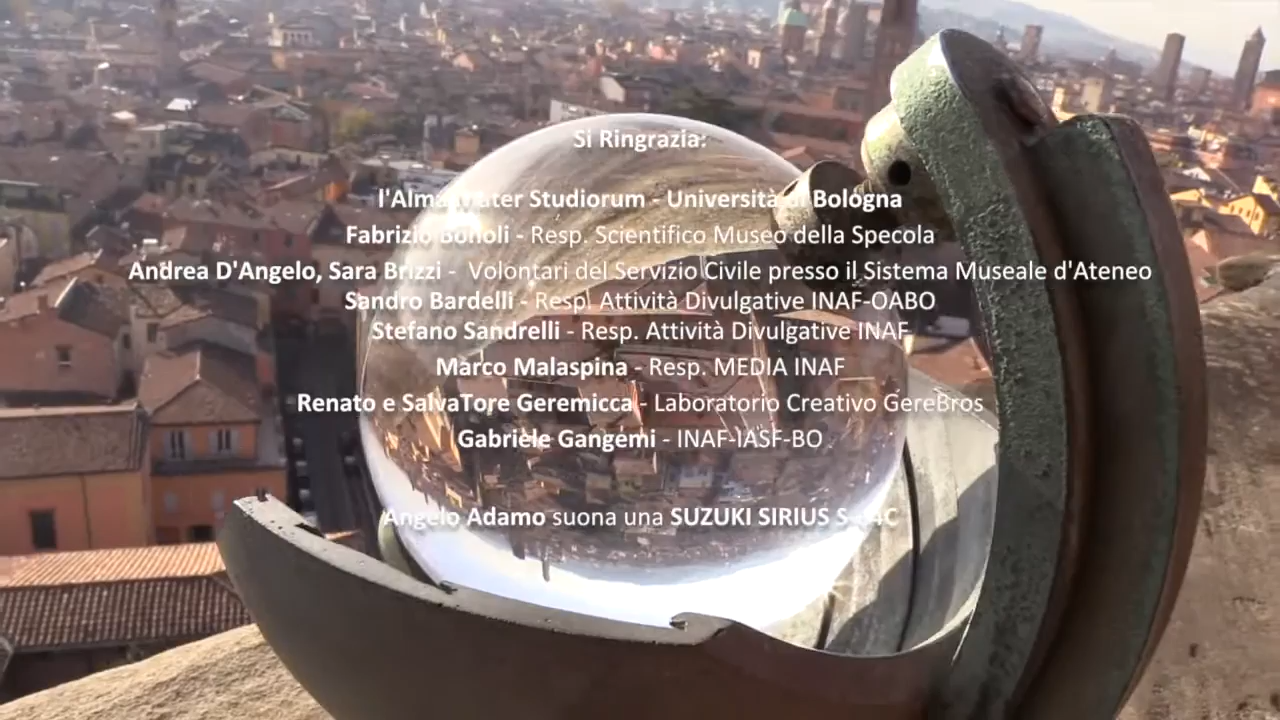 Si Ringrazia:
l'Alma Mater Studiorum - Università di Bologna
Fabrizio Bonoli - Resp. Scientifico Museo della Specola
Andrea D'Angelo, Sara Brizzi - Volontari del Servizio Civile presso il Sistema Museale d'Ateneo
Sandro Bardelli - Resp. Attività Divulgative INAF-OABO
Stefano Sandrelli - Resp. Attività Divulgative INAF
Marco Malaspina - Resp. MEDIA INAF
Renato e SalvaTore Geremicca - Laboratorio Creativo GereBros
Gabriele Gangemi - INAF-IASF-BO
Angelo Adamo suona una SUZUKI SIRIUS